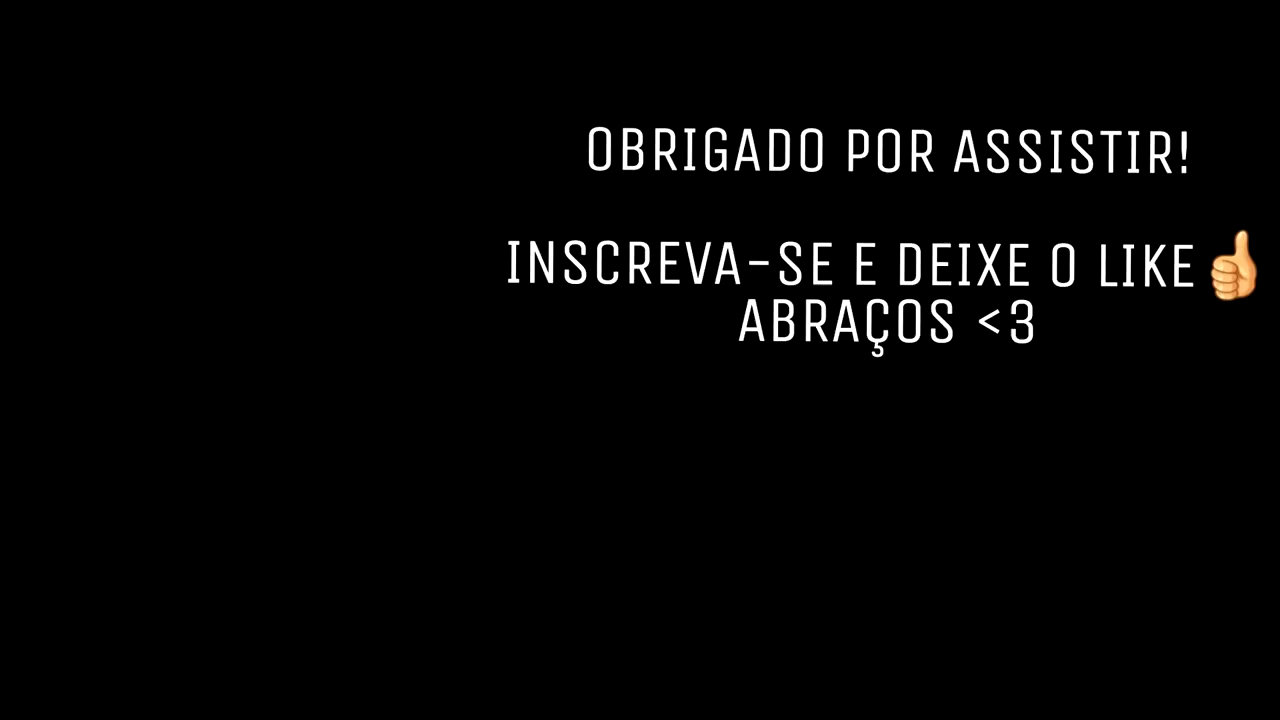 OBRIGADO POR ASSISTIR!
INSCREVA-SE E DEIXE O LIKE👍
ABRAÇOS <3